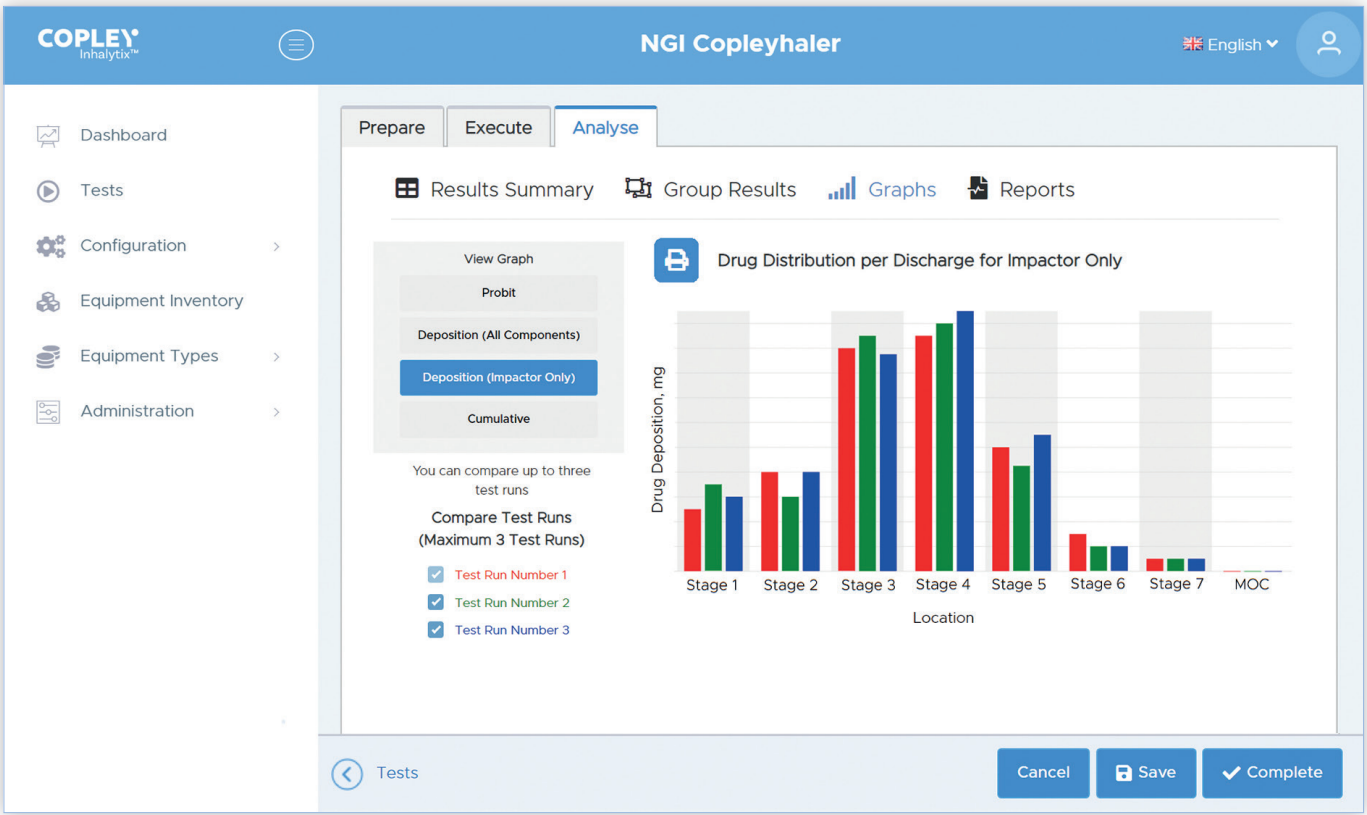 COPLEY
Inhalytix™
NGI Copleyhaler
English
Dashboard
Tests
Configuration
Equipment Inventory
Equipment Types
Administration
Prepare
Execute
Analyse
Results Summary
Group Results
Graphs
Reports
View Graph
Probit
Deposition (All Components)
Deposition (Impactor Only)
Cumulative
You can compare up to three
test runs
Compare Test Runs
(Maximum 3 Test Runs)
Test Run Number 1
Test Run Number 2
Test Run Number 3
Drug Distribution per Discharge for Impactor Only
Drug Deposition, mg
Stage 1 Stage 2 Stage 3 Stage 4 Stage 5 Stage 6 Stage 7 MOC
Location
Tests
Cancel
Save
Complete